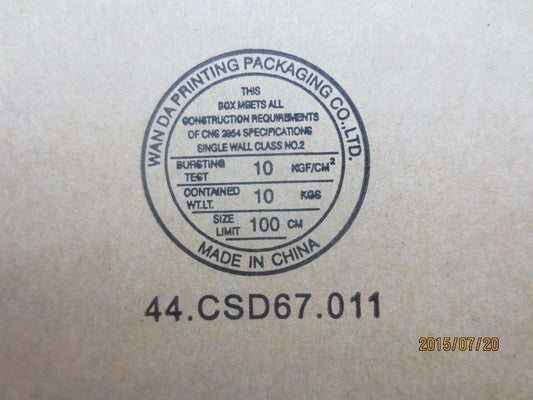 WAN DA PRINTING PACKAGING CO.,LTD.
THIS
BOX MEETS ALL
CONSTRUCTION REQUIREMENTS
OF CNS 2954 SPECIFICATIONS
SINGLE WALL CLASS NO.2
BURSTING TEST 10 KGF/CM²
CONTAINED WT.LT. 10 KGS
SIZE LIMIT 100 CM
MADE IN CHINA
44.CSD67.011
2015/07/20